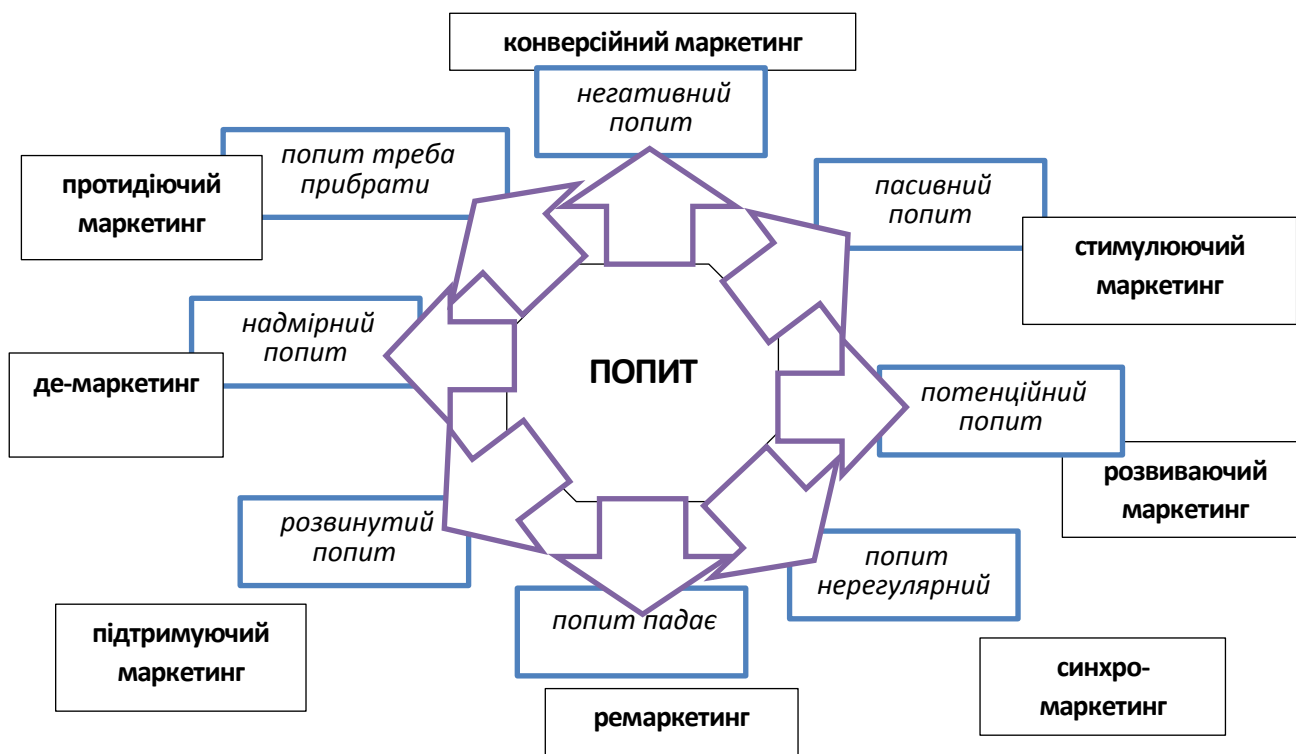 конверсійний маркетинг
негативний
попит
попит треба
прибрати
протидіючий
маркетинг
пасивний
попит
стимулюючий
маркетинг
надмірний
попит
де-маркетинг
ПОПИТ
потенційний
попит
розвиваючий
маркетинг
розвинутий
попит
попит
нерегулярний
попит падає
підтримуючий
маркетинг
синхро-
маркетинг
ремаркетинг